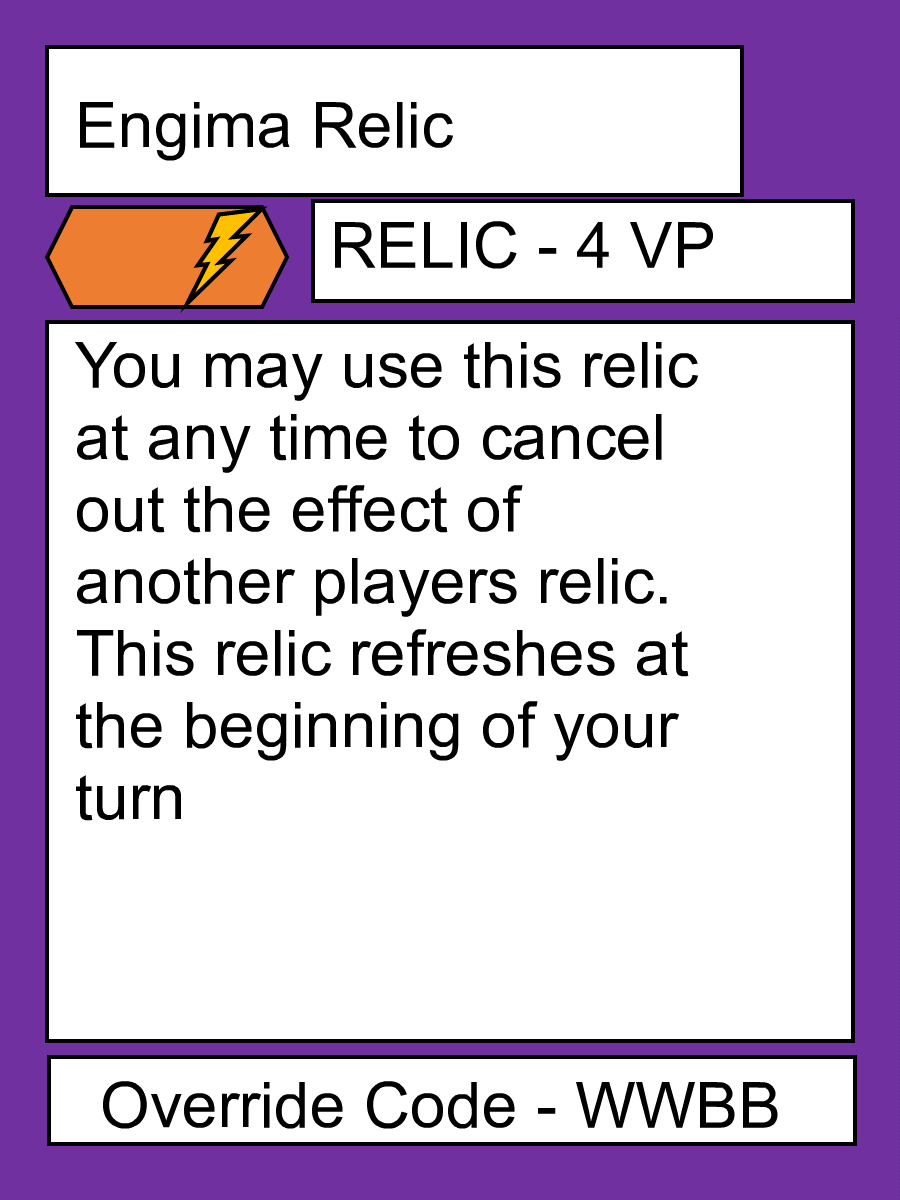 Engima Relic
RELIC - 4 VP
You may use this relic
at any time to cancel
out the effect of
another players relic.
This relic refreshes at
the beginning of your
turn
Override Code - WWBB